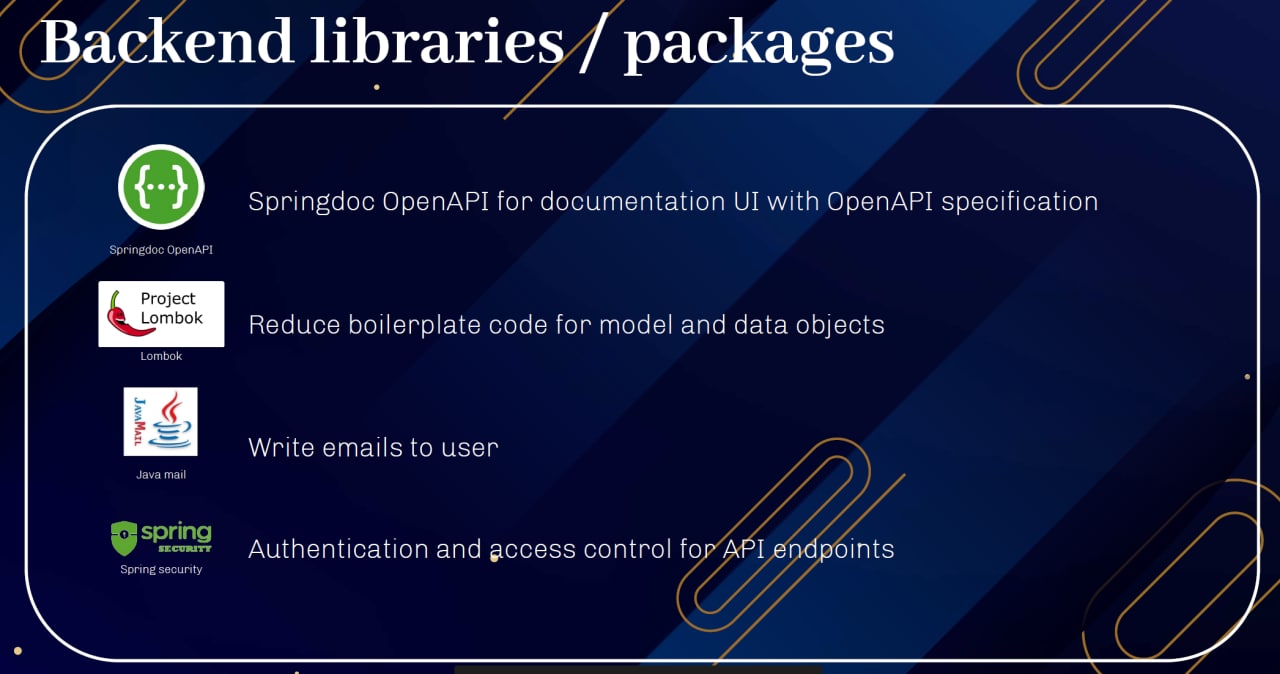 Backend libraries / packages
Springdoc OpenAPI for documentation UI with OpenAPI specification
Springdoc OpenAPI
Project
Lombok
Lombok
Reduce boilerplate code for model and data objects
JAVAMAIL
Java mail
Write emails to user
spring
SECURITY
Spring security
Authentication and access control for API endpoints